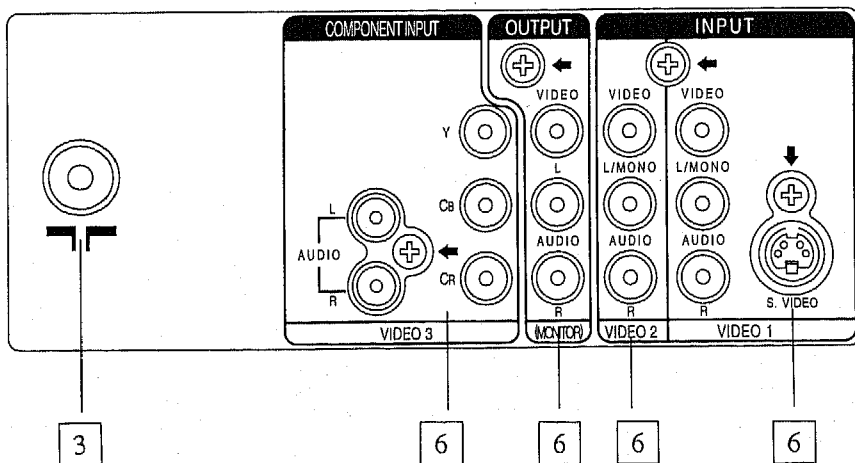 COMPONENT INPUT
OUTPUT
INPUT
VIDEO
VIDEO
VIDEO
Y
L
L/MONO
L/MONO
L
CB
AUDIO
AUDIO
AUDIO
AUDIO
CR
R
R
R
R
S. VIDEO
VIDEO 3
(MONITOR)
VIDEO 2
VIDEO 1
3
6
6
6
6